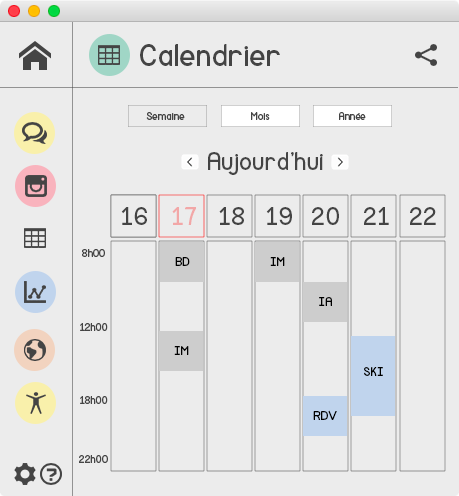 Calendrier
Semaine Mois Année
< Aujourd'hui >
16 17 18 19 20 21 22
8h00
BD IM
IA
12h00
IM
SKI
18h00
RDV
22h00
?